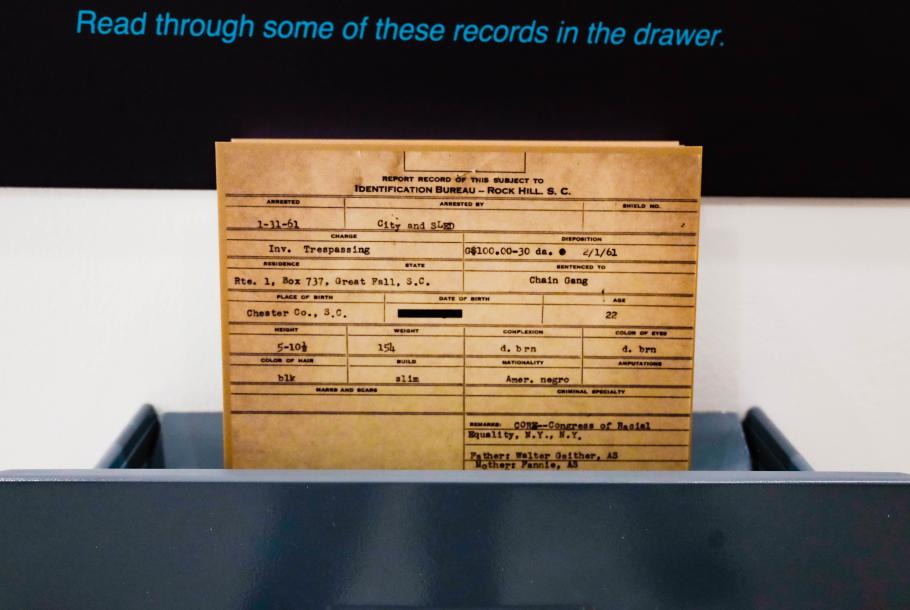 Read through some of these records in the drawer.
REPORT RECORD OF THIS SUBJECT TO
IDENTIFICATION BUREAU – ROCK HILL, S. C.
ARRESTED ARRESTED BY SHIELD NO.
1-31-61 City and SLED
CHARGE DISPOSITION
Inv. Trespassing G$100.00-30 da. 2/1/61
RESIDENCE STATE SENTENCED TO
Rte. 1, Box 737, Great Fall, S.C. Chain Gang
PLACE OF BIRTH DATE OF BIRTH AGE
Chester Co., S.C. 22
HEIGHT WEIGHT COMPLEXION COLOR OF EYES
5-10½ 154 d. brn d. brn
COLOR OF HAIR BUILD NATIONALITY AMPUTATIONS
blk slim Amer. negro
MARKS AND SCARS CRIMINAL SPECIALTY
REMARKS: CORE--Congress of Racial
Equality, N.Y., N.Y.
Father: Walter Gaither, AS
Mother: Fannie, AS